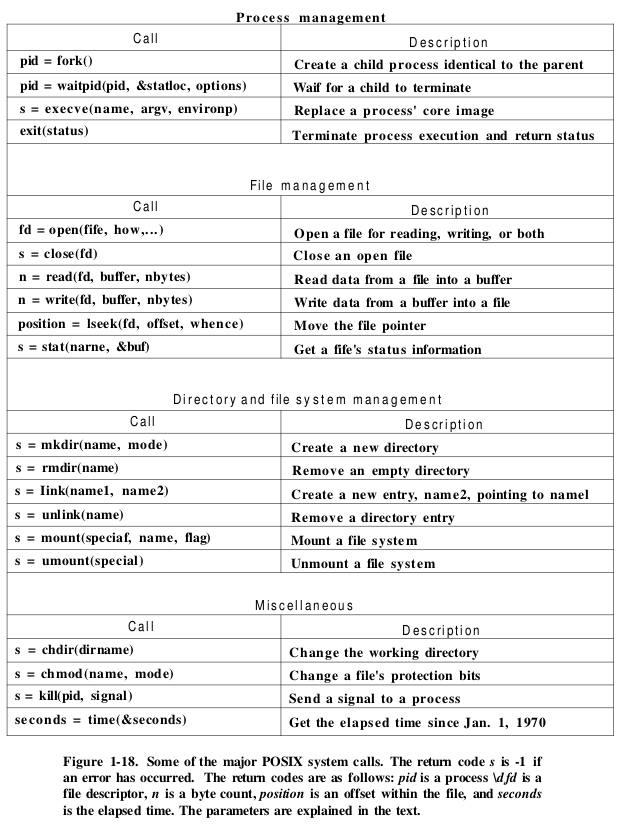 Process management
Call Description
pid = fork() Create a child process identical to the parent
pid = waitpid(pid, &statloc, options) Waif for a child to terminate
s = execve(name, argv, environp) Replace a process' core image
exit(status) Terminate process execution and return status
File management
Call Description
fd = open(fife, how,...) Open a file for reading, writing, or both
s = close(fd) Close an open file
n = read(fd, buffer, nbytes) Read data from a file into a buffer
n = write(fd, buffer, nbytes) Write data from a buffer into a file
position = lseek(fd, offset, whence) Move the file pointer
s = stat(narne, &buf) Get a fife's status information
Directory and file system management
Call Description
s = mkdir(name, mode) Create a new directory
s = rmdir(name) Remove an empty directory
s = Iink(name1, name2) Create a new entry, name2, pointing to namel
s = unlink(name) Remove a directory entry
s = mount(speciaf, name, flag) Mount a file system
s = umount(special) Unmount a file system
Miscellaneous
Call Description
s = chdir(dirname) Change the working directory
s = chmod(name, mode) Change a file's protection bits
s = kill(pid, signal) Send a signal to a process
seconds = time(&seconds) Get the elapsed time since Jan. 1, 1970
Figure 1-18. Some of the major POSIX system calls. The return code s is -1 if
an error has occurred. The return codes are as follows: pid is a process \d fd is a
file descriptor, n is a byte count, position is an offset within the file, and seconds
is the elapsed time. The parameters are explained in the text.